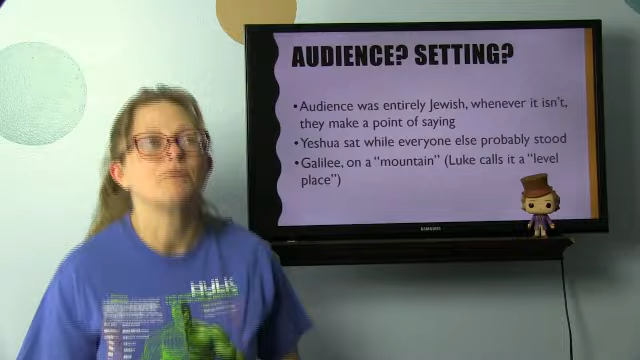 AUDIENCE? SETTING?
• Audience was entirely Jewish, whenever it isn't,
they make a point of saying
• Yeshua sat while everyone else probably stood
• Galilee, on a "mountain" (Luke calls it a "level
place")
SAMSUNG
HULK